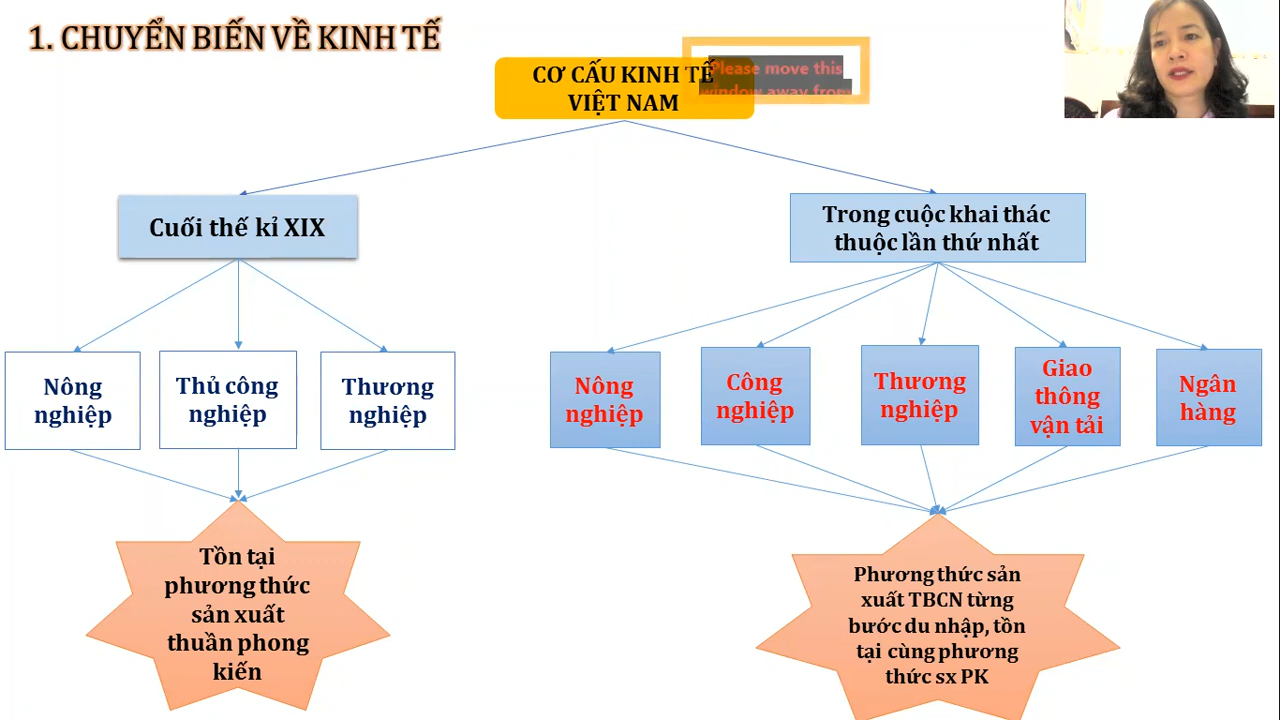 1. CHUYỂN BIẾN VỀ KINH TẾ
CƠ CẤU KINH TẾ
VIỆT NAM
Please move this
window away from
Cuối thế kỉ XIX
Trong cuộc khai thác
thuộc lần thứ nhất
Nông
nghiệp
Thủ công
nghiệp
Thương
nghiệp
Nông
nghiệp
Công
nghiệp
Thương
nghiệp
Giao
thông
vận tải
Ngân
hàng
Tồn tại
phương thức
sản xuất
thuần phong
kiến
Phương thức sản
xuất TBCN từng
bước du nhập, tồn
tại cùng phương
thức sx PK